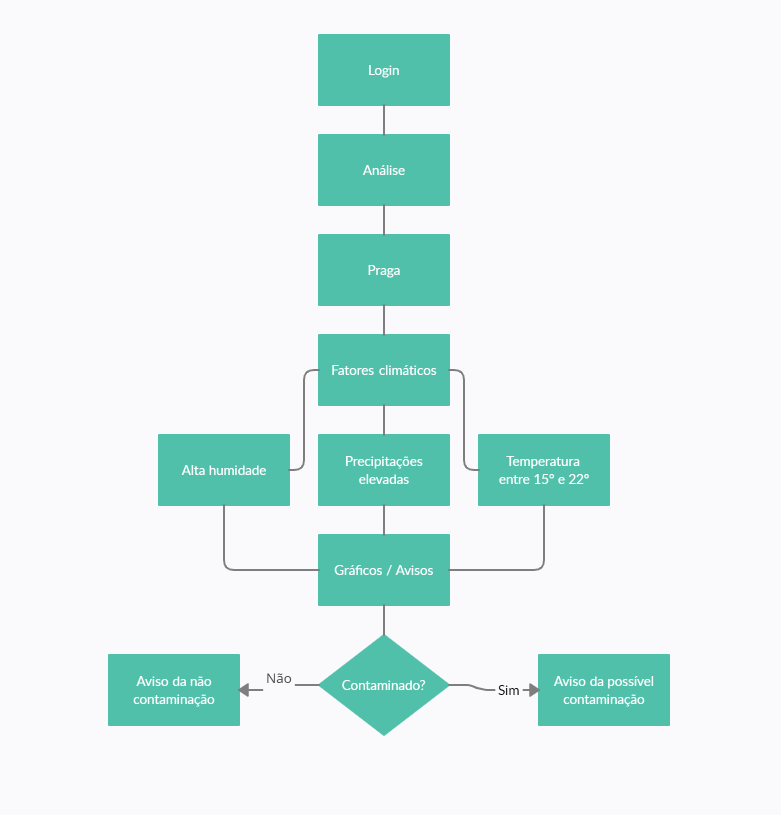 Login
Análise
Praga
Fatores climáticos
Alta humidade
Precipitações
elevadas
Temperatura
entre 15º e 22º
Gráficos / Avisos
Aviso da não
contaminação
Não
Contaminado?
Sim
Aviso da possível
contaminação